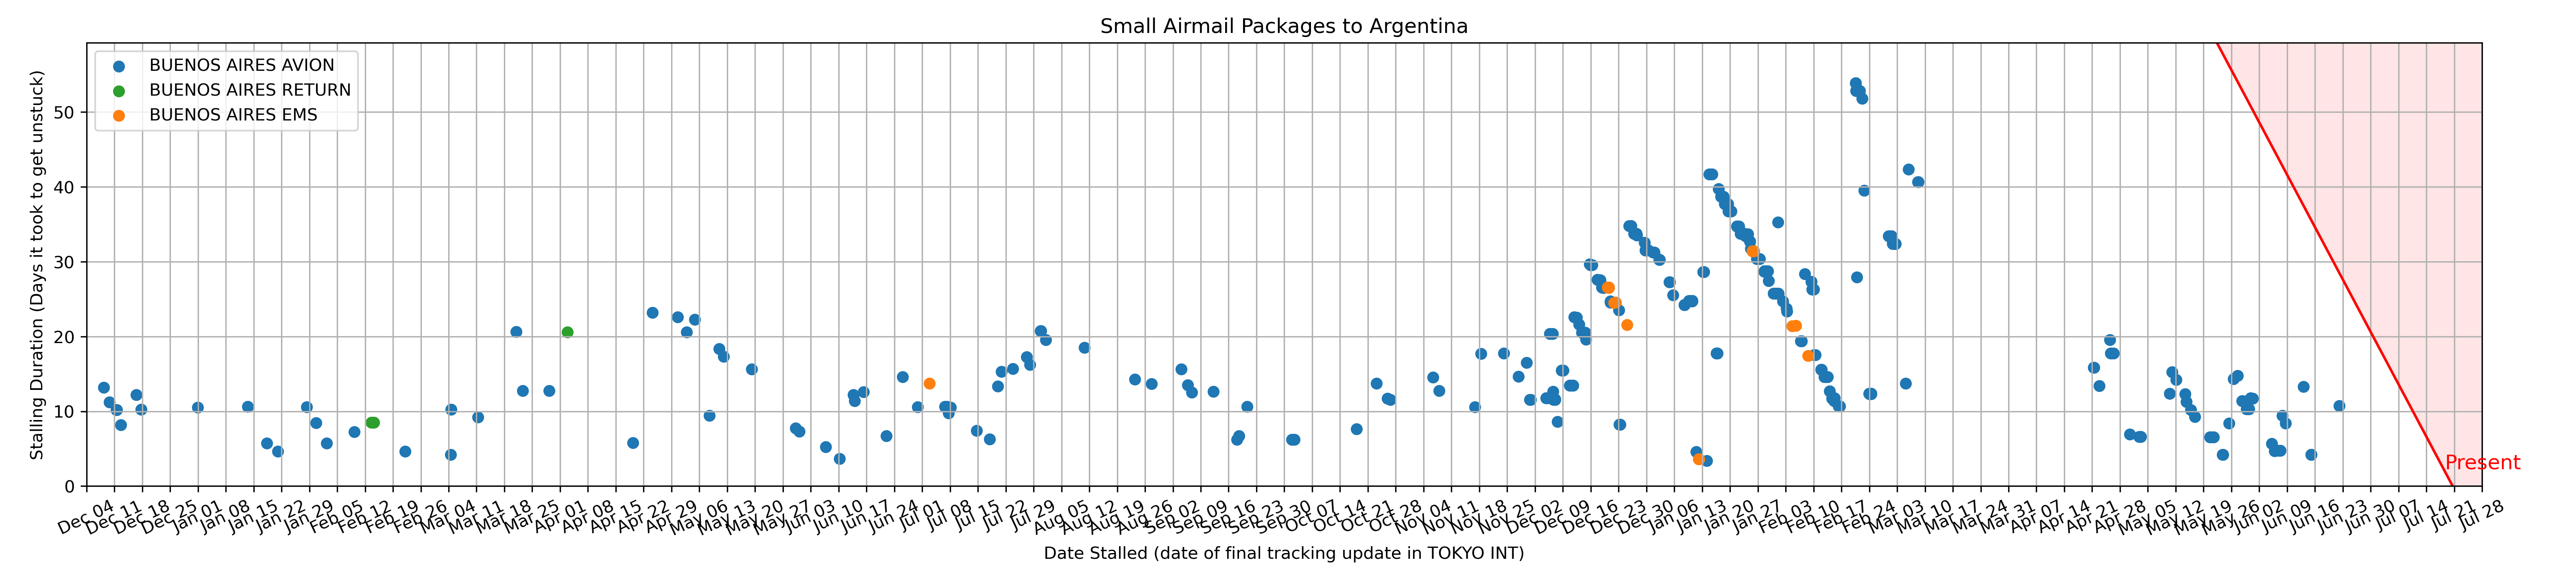 Small Airmail Packages to Argentina
BUENOS AIRES AVION
BUENOS AIRES RETURN
BUENOS AIRES EMS
Stalling Duration (Days it took to get unstuck)
50
40
30
20
10
0
Present
Dec 04 Dec 11 Dec 18 Dec 25 Jan 01 Jan 08 Jan 15 Jan 22 Jan 29 Feb 05 Feb 12 Feb 19 Feb 26 Mar 04 Mar 11 Mar 18 Mar 25 Apr 01 Apr 08 Apr 15 Apr 22 Apr 29 May 06 May 13 May 20 May 27 Jun 03 Jun 10 Jun 17 Jun 24 Jul 01 Jul 08 Jul 15 Jul 22 Jul 29 Aug 05 Aug 12 Aug 19 Aug 26 Sep 02 Sep 09 Sep 16 Sep 23 Sep 30 Oct 07 Oct 14 Oct 21 Oct 28 Nov 04 Nov 11 Nov 18 Nov 25 Dec 02 Dec 09 Dec 16 Dec 23 Dec 30 Jan 06 Jan 13 Jan 20 Jan 27 Feb 03 Feb 10 Feb 17 Feb 24 Mar 03 Mar 10 Mar 17 Mar 24 Mar 31 Apr 07 Apr 14 Apr 21 Apr 28 May 05 May 12 May 19 May 26 Jun 02 Jun 09 Jun 16 Jun 23 Jun 30 Jul 07 Jul 14 Jul 21 Jul 28
Date Stalled (date of final tracking update in TOKYO INT)